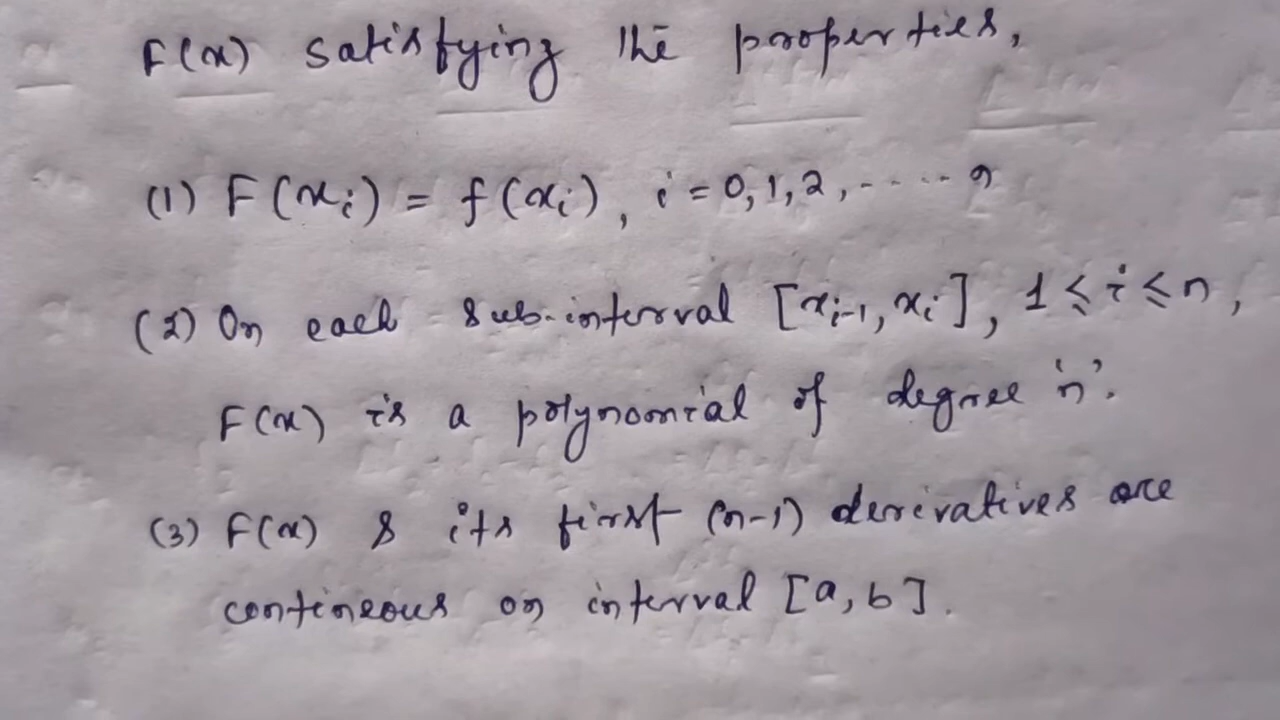 F(x) satisfying the properties,
(1) F(xi) = f(xi), i = 0, 1, 2, ..... n
(2) On each sub-interval [xi-1, xi], 1 ≤ i ≤ n,
F(x) is a polynomial of degree 'n'.
(3) F(x) & its first (n-1) derivatives are
contineous on interval [a, b].